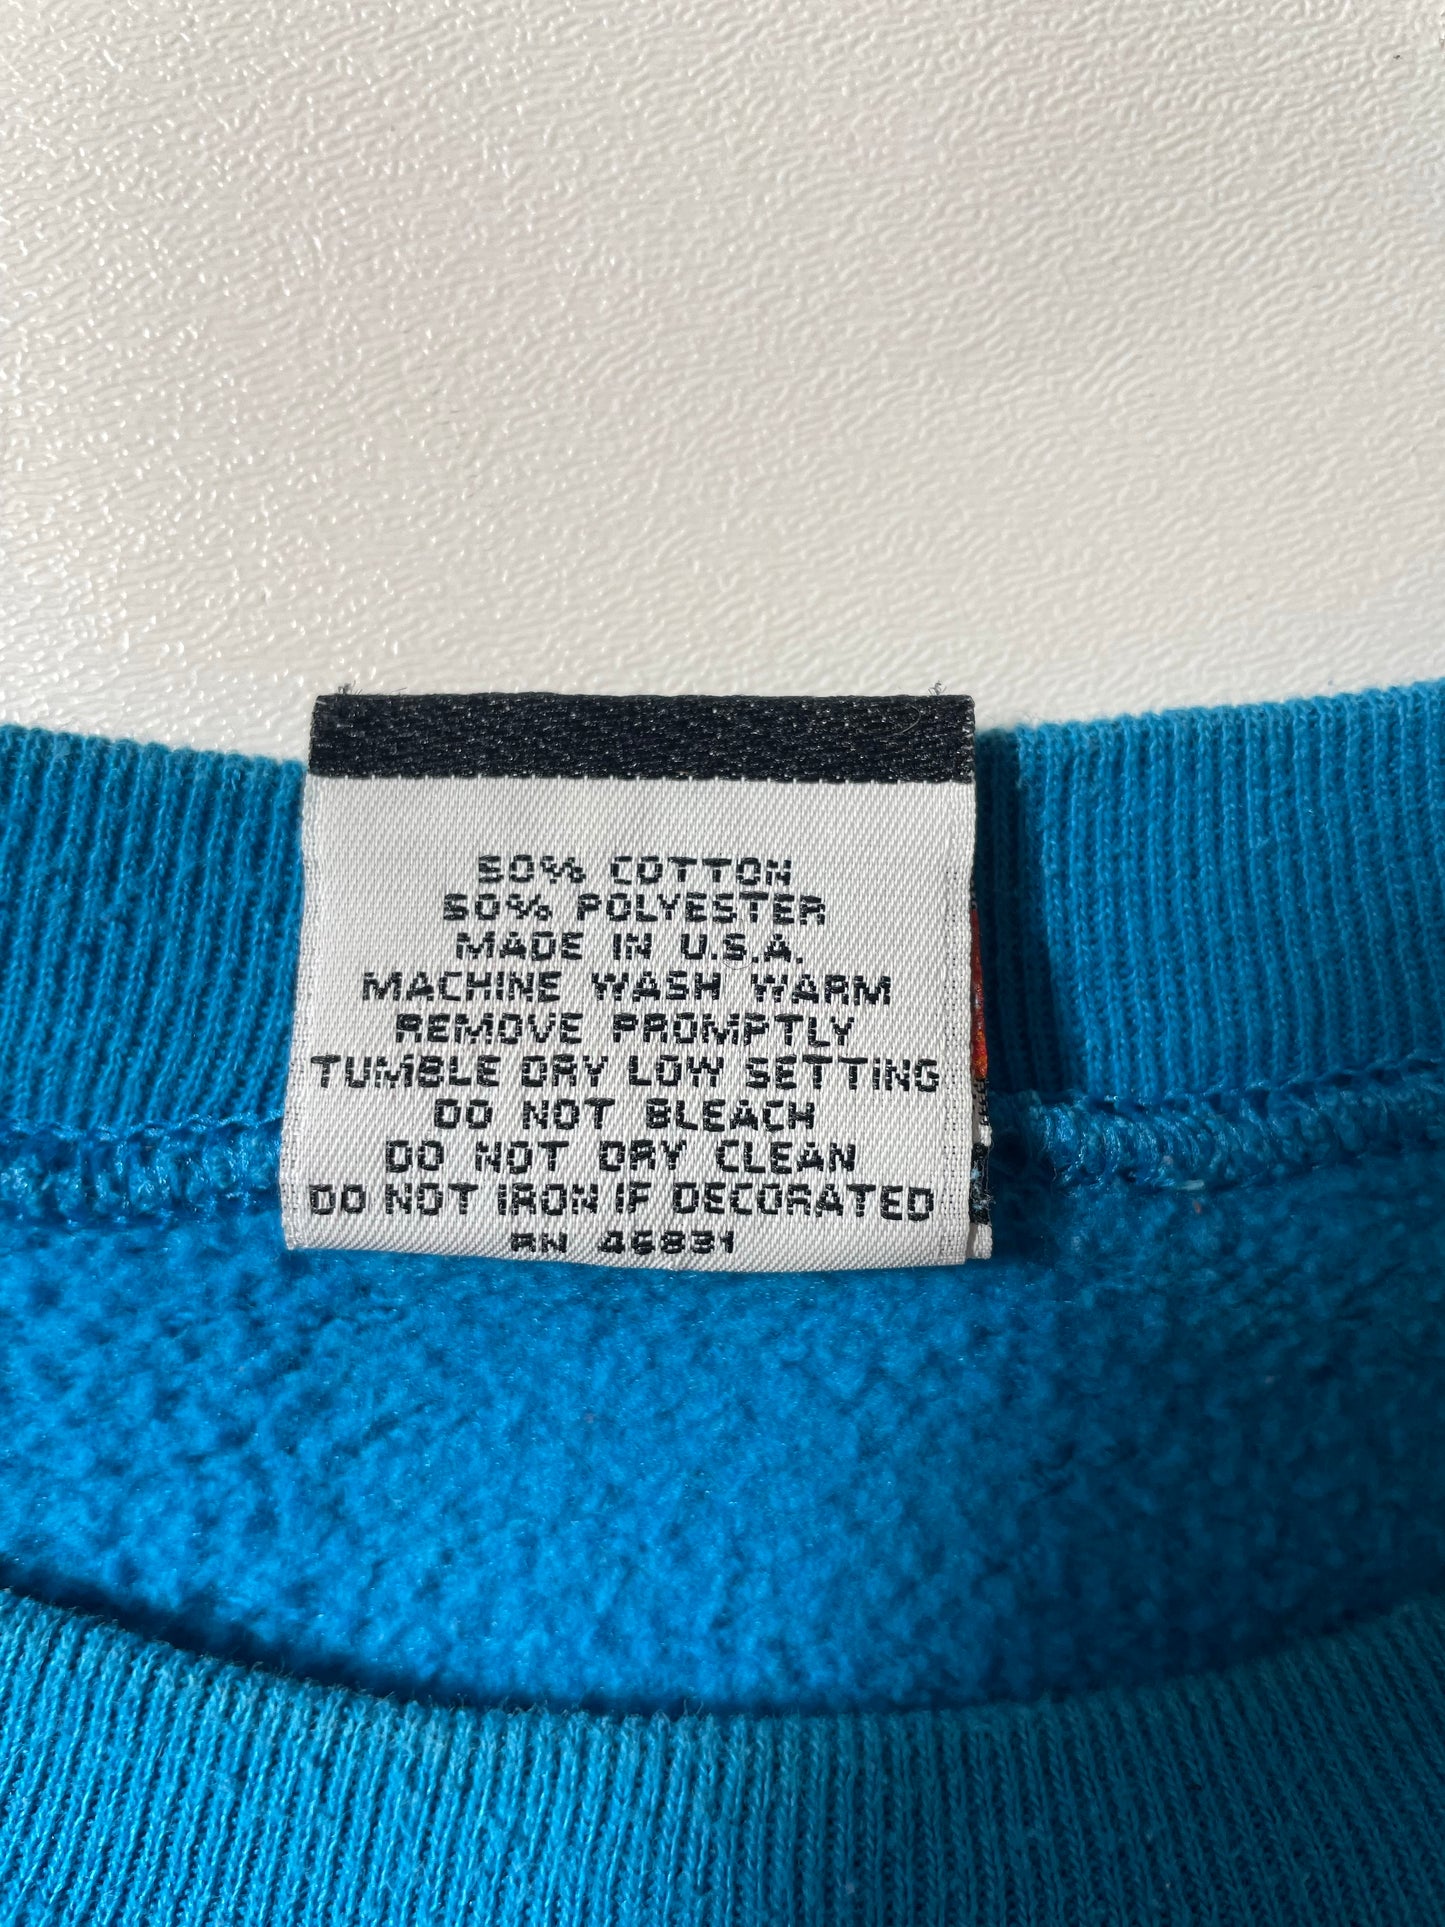 50% COTTON
50% POLYESTER
MADE IN U.S.A.
MACHINE WASH WARM
REMOVE PROMPTLY
TUMBLE DRY LOW SETTING
DO NOT BLEACH
DO NOT DRY CLEAN
DO NOT IRON IF DECORATED
RN 46831